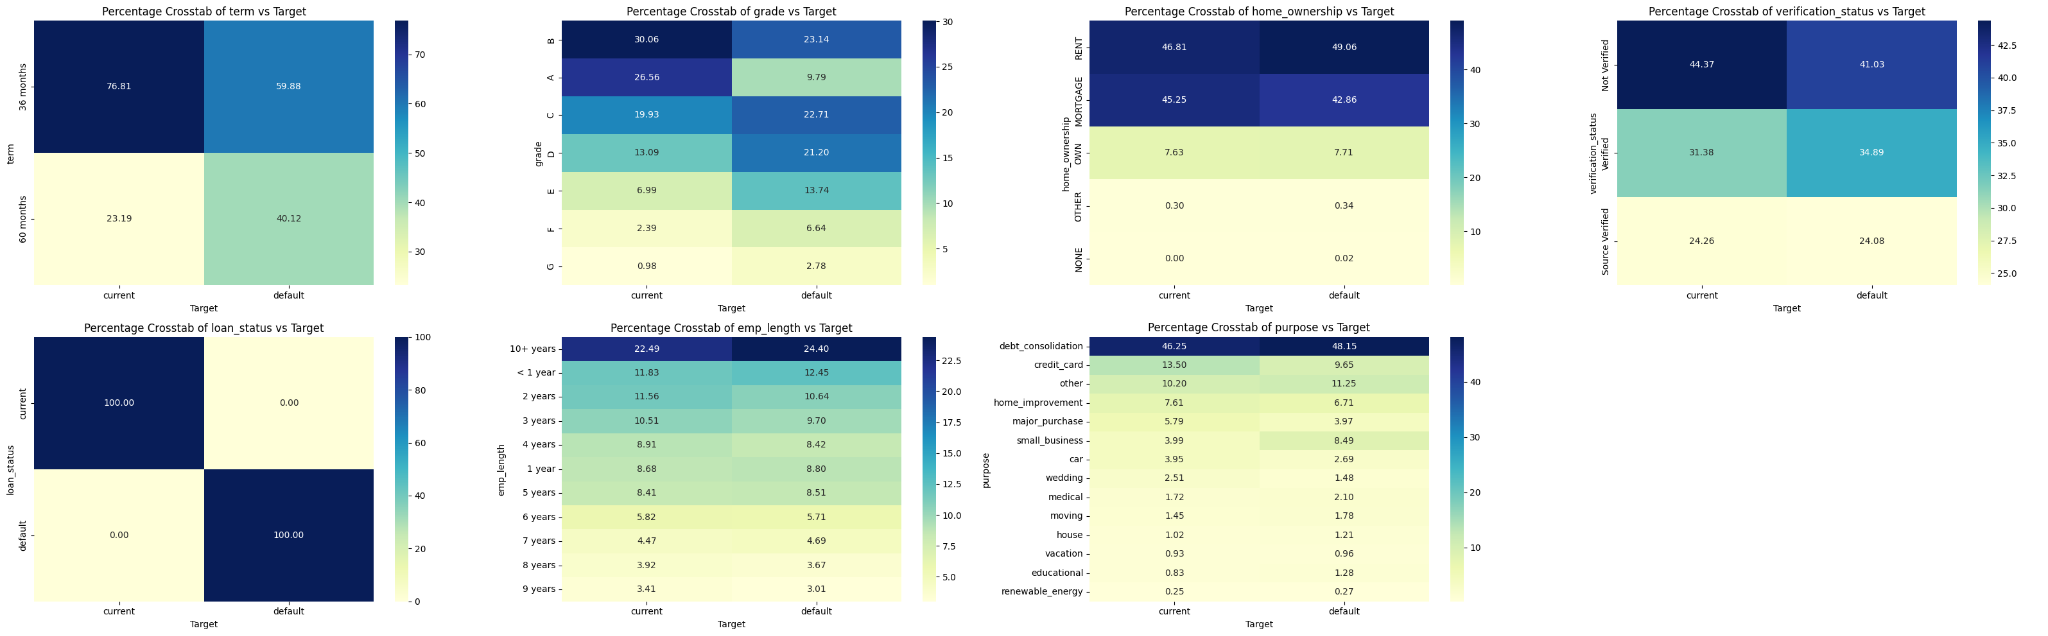 Percentage Crosstab of term vs Target
term
36 months
60 months
76.81 59.88
23.19 40.12
current default
Target
70
60
50
40
30
Percentage Crosstab of grade vs Target
grade
B 30.06 23.14
A 26.56 9.79
C 19.93 22.71
D 13.09 21.20
E 6.99 13.74
F 2.39 6.64
G 0.98 2.78
current default
Target
30
25
20
15
10
5
Percentage Crosstab of home_ownership vs Target
home_ownership
RENT 46.81 49.06
MORTGAGE 45.25 42.86
OWN 7.63 7.71
OTHER 0.30 0.34
NONE 0.00 0.02
current default
Target
40
30
20
10
Percentage Crosstab of verification_status vs Target
verification_status
Not Verified 44.37 41.03
Verified 31.38 34.89
Source Verified 24.26 24.08
current default
Target
42.5
40.0
37.5
35.0
32.5
30.0
27.5
25.0
Percentage Crosstab of loan_status vs Target
loan_status
current 100.00 0.00
default 0.00 100.00
current default
Target
100
80
60
40
20
0
Percentage Crosstab of emp_length vs Target
emp_length
10+ years 22.49 24.40
< 1 year 11.83 12.45
2 years 11.56 10.64
3 years 10.51 9.70
4 years 8.91 8.42
1 year 8.68 8.80
5 years 8.41 8.51
6 years 5.82 5.71
7 years 4.47 4.69
8 years 3.92 3.67
9 years 3.41 3.01
current default
Target
22.5
20.0
17.5
15.0
12.5
10.0
7.5
5.0
Percentage Crosstab of purpose vs Target
purpose
debt_consolidation 46.25 48.15
credit_card 13.50 9.65
other 10.20 11.25
home_improvement 7.61 6.71
major_purchase 5.79 3.97
small_business 3.99 8.49
car 3.95 2.69
wedding 2.51 1.48
medical 1.72 2.10
moving 1.45 1.78
house 1.02 1.21
vacation 0.93 0.96
educational 0.83 1.28
renewable_energy 0.25 0.27
current default
Target
40
30
20
10